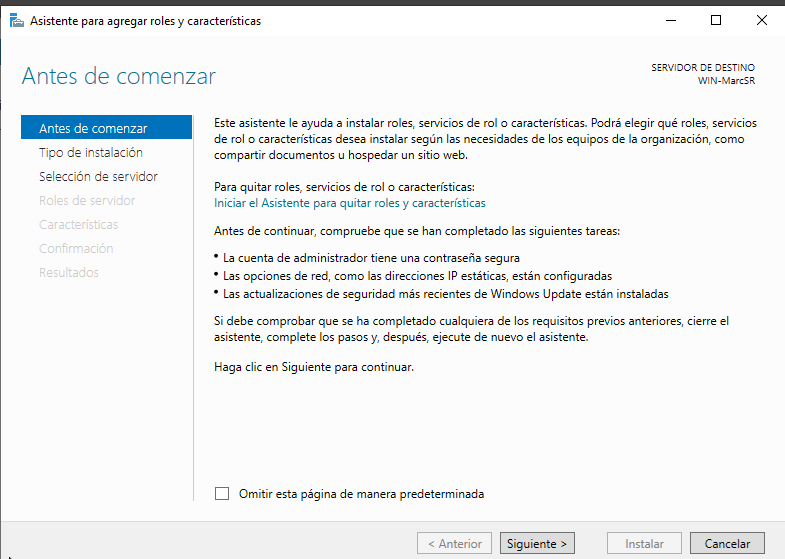 Asistente para agregar roles y características
Antes de comenzar
SERVIDOR DE DESTINO
WIN-MarcSR
Antes de comenzar
Tipo de instalación
Selección de servidor
Roles de servidor
Características
Confirmación
Resultados
Este asistente le ayuda a instalar roles, servicios de rol o características. Podrá elegir qué roles, servicios
de rol o características desea instalar según las necesidades de los equipos de la organización, como
compartir documentos u hospedar un sitio web.
Para quitar roles, servicios de rol o características:
Iniciar el Asistente para quitar roles y características
Antes de continuar, compruebe que se han completado las siguientes tareas:
• La cuenta de administrador tiene una contraseña segura
• Las opciones de red, como las direcciones IP estáticas, están configuradas
• Las actualizaciones de seguridad más recientes de Windows Update están instaladas
Si debe comprobar que se ha completado cualquiera de los requisitos previos anteriores, cierre el
asistente, complete los pasos y, después, ejecute de nuevo el asistente.
Haga clic en Siguiente para continuar.
Omitir esta página de manera predeterminada
< Anterior
Siguiente >
Instalar
Cancelar